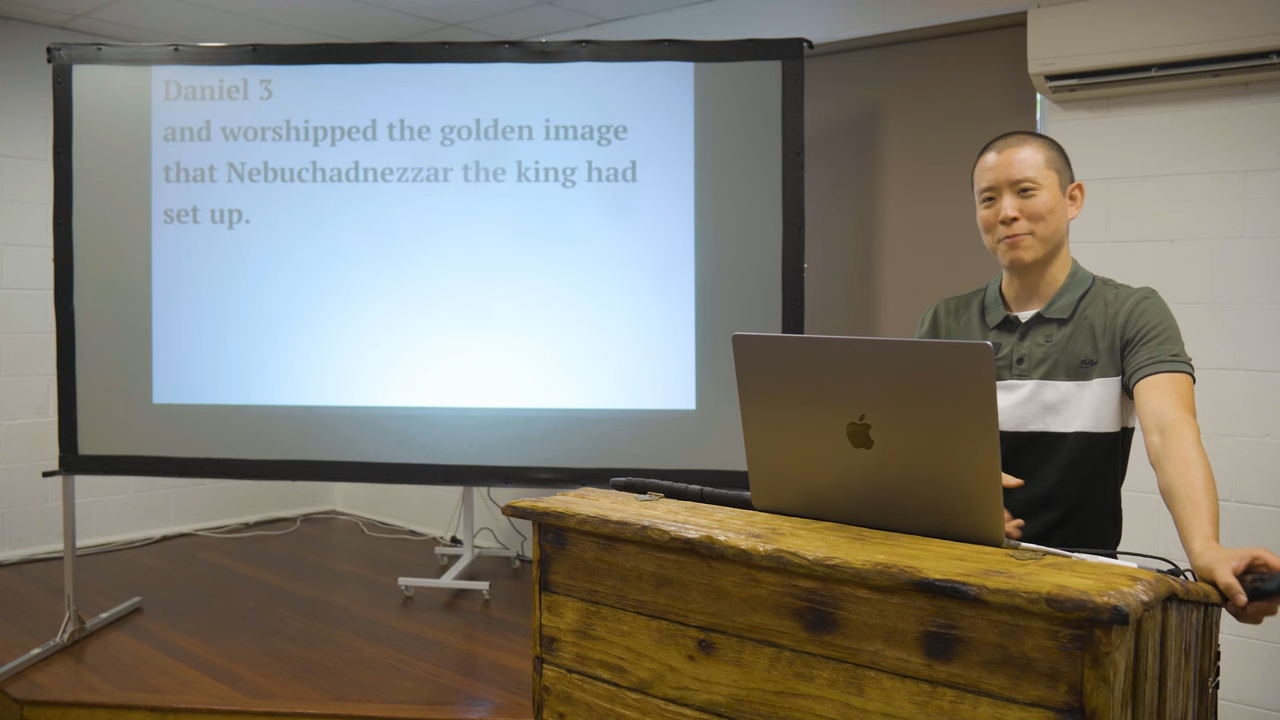 Daniel 3
and worshipped the golden image
that Nebuchadnezzar the king had
set up.